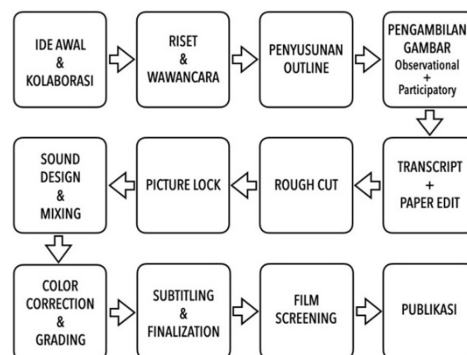 IDE AWAL
&
KOLABORASI
RISET
&
WAWANCARA
PENYUSUNAN
OUTLINE
PENGAMBILAN
GAMBAR
Observational
+
Participatory
TRANSCRIPT
+
PAPER EDIT
ROUGH CUT
PICTURE LOCK
SOUND
DESIGN
&
MIXING
COLOR
CORRECTION
&
GRADING
SUBTITLING
&
FINALIZATION
FILM
SCREENING
PUBLIKASI